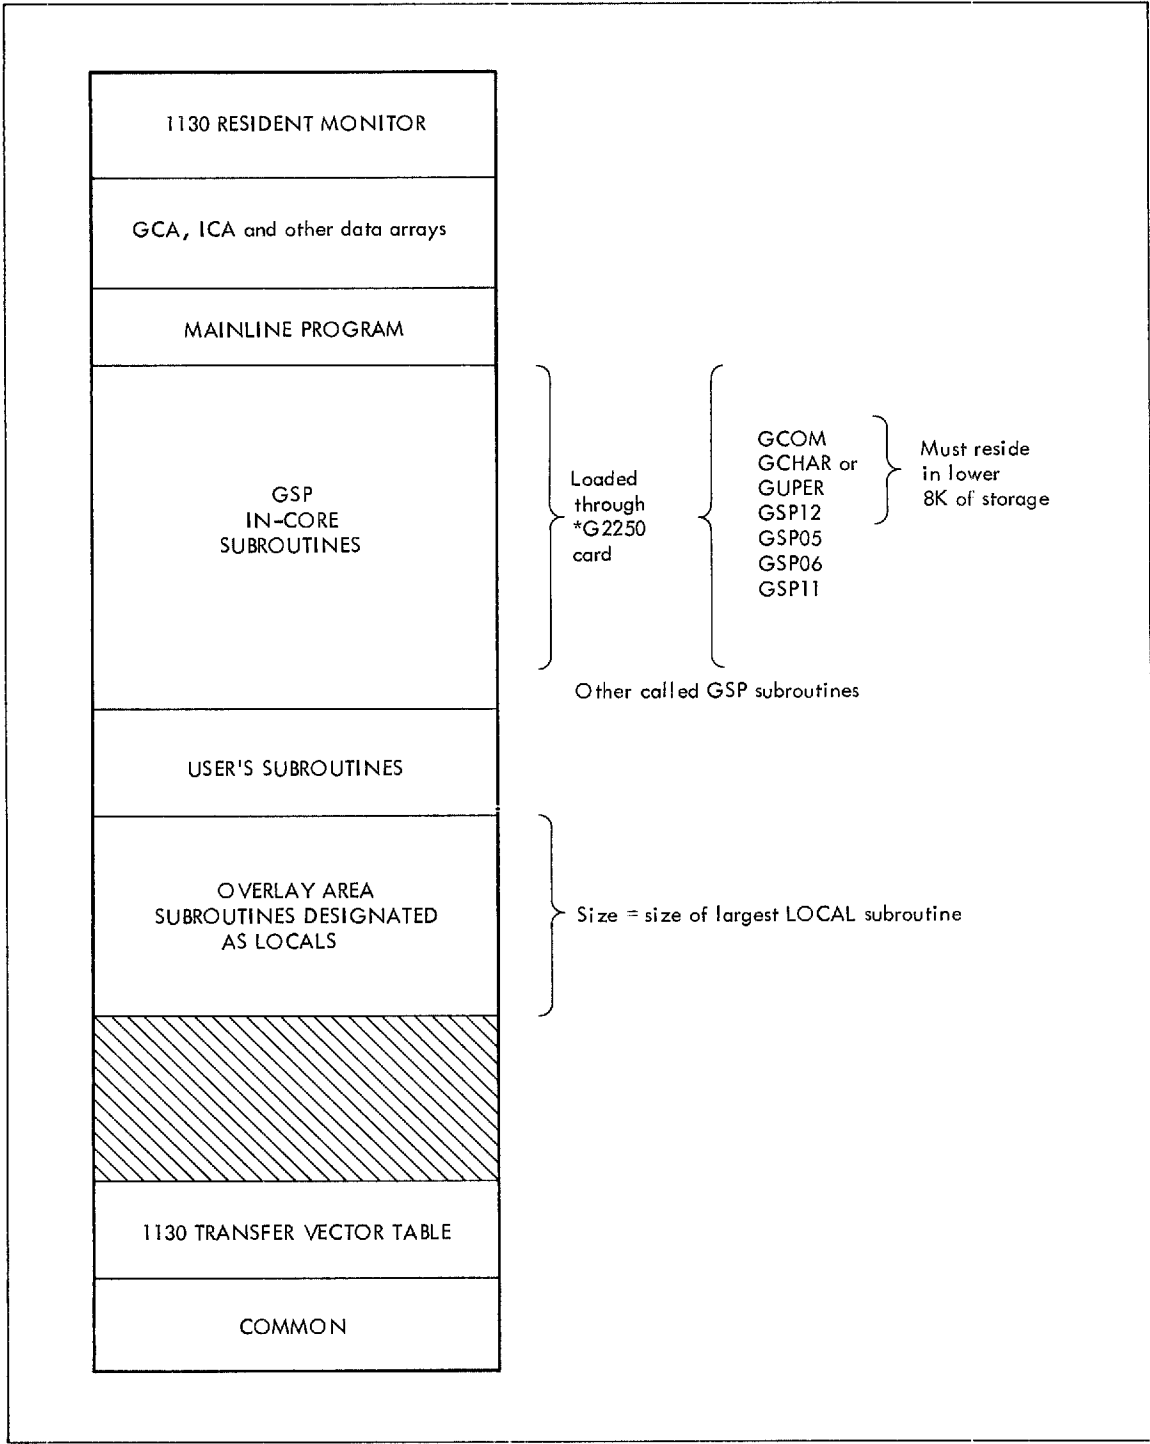 1130 RESIDENT MONITOR
GCA, ICA and other data arrays
MAINLINE PROGRAM
GSP
IN-CORE
SUBROUTINES
Loaded
through
*G2250
card
GCOM
GCHAR or
GUPER
GSP12
GSP05
GSP06
GSP11
Must reside
in lower
8K of storage
Other called GSP subroutines
USER'S SUBROUTINES
OVERLAY AREA
SUBROUTINES DESIGNATED
AS LOCALS
Size = size of largest LOCAL subroutine
1130 TRANSFER VECTOR TABLE
COMMON